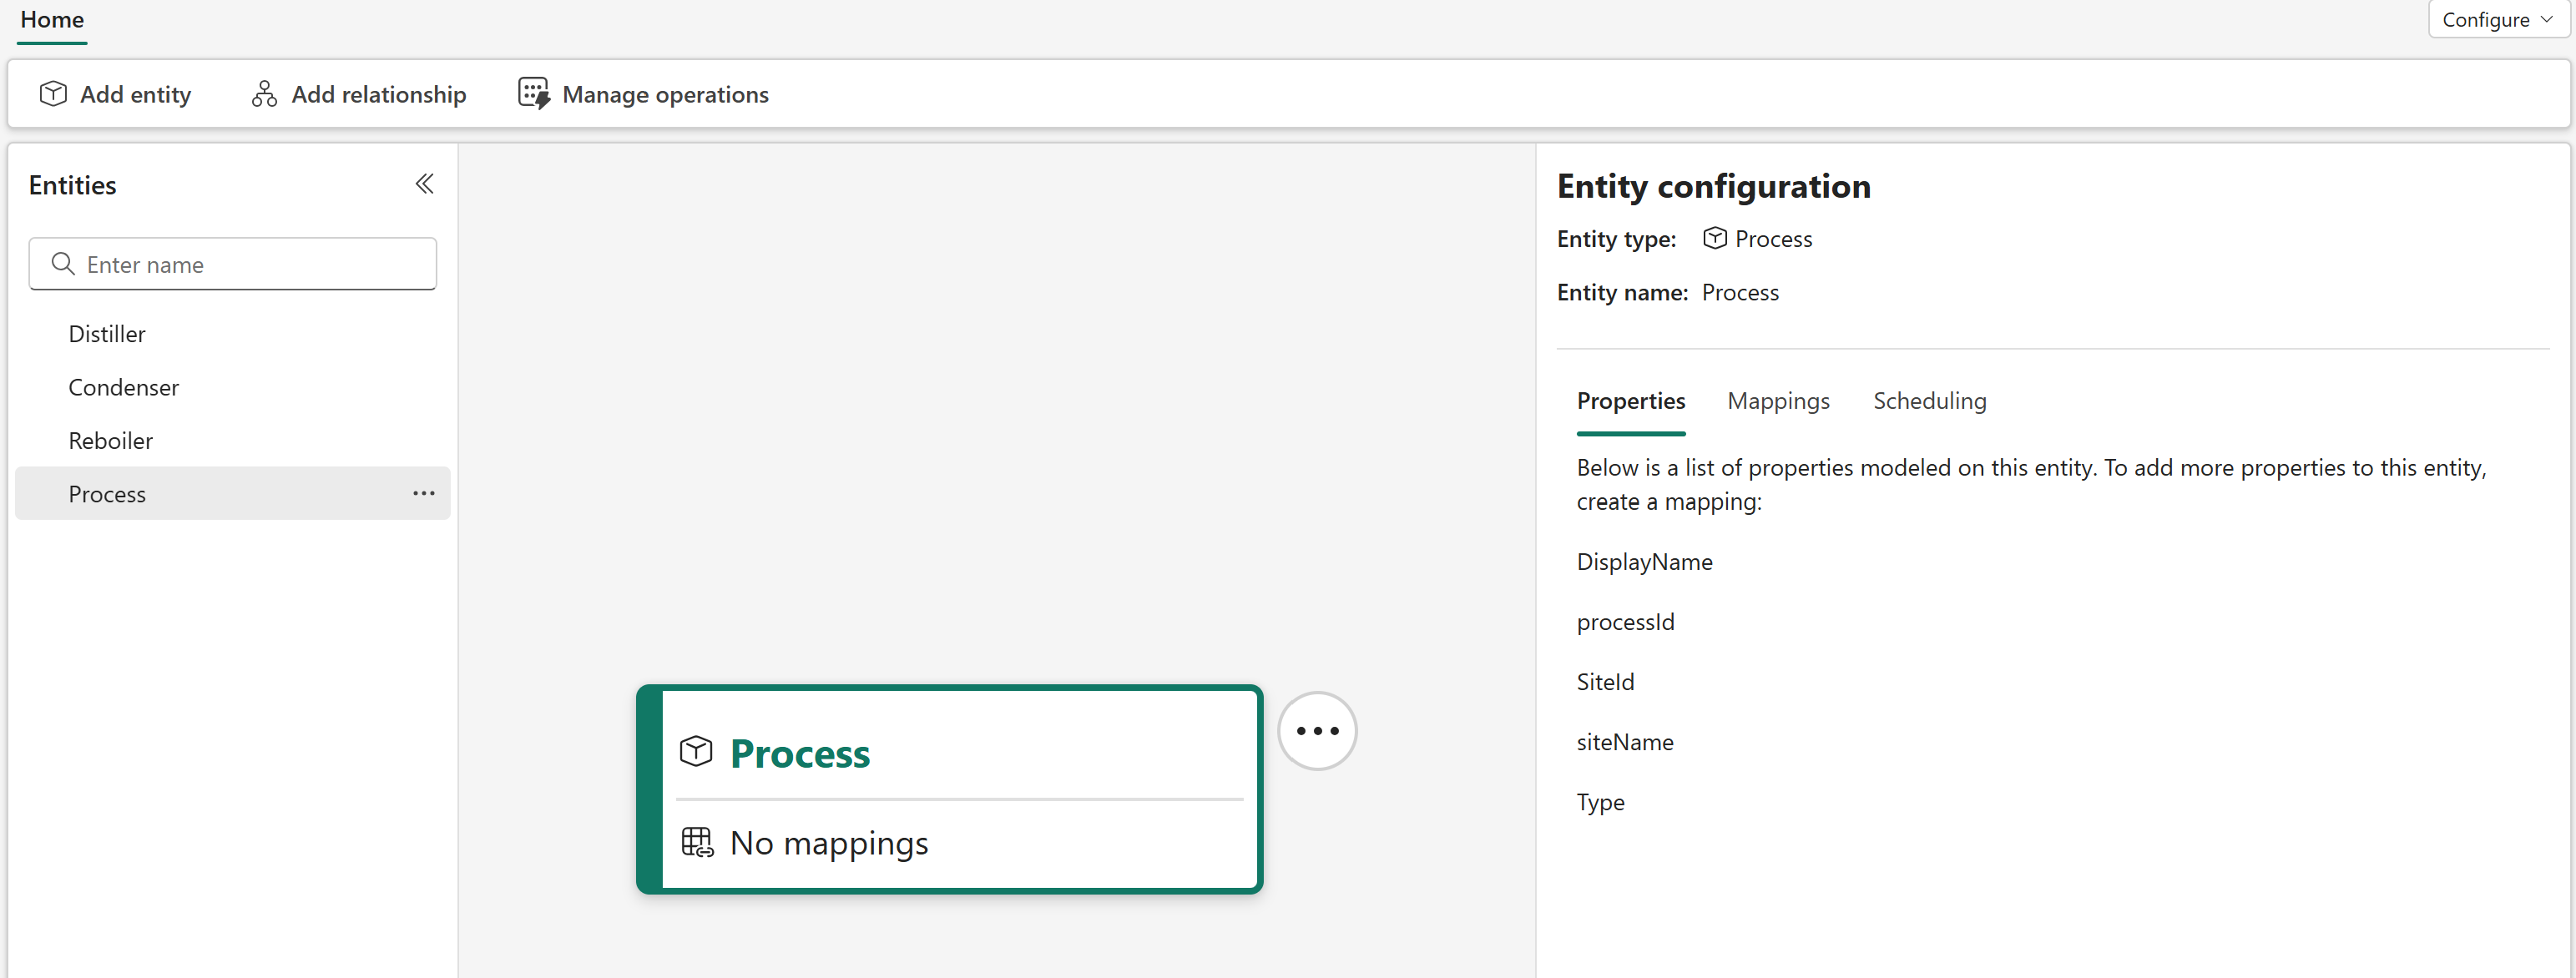 Home
Configure
Add entity
Add relationship
Manage operations
Entities
Enter name
Distiller
Condenser
Reboiler
Process
Process
No mappings
Entity configuration
Entity type: Process
Entity name: Process
Properties Mappings Scheduling
Below is a list of properties modeled on this entity. To add more properties to this entity,
create a mapping:
DisplayName
processId
SiteId
siteName
Type